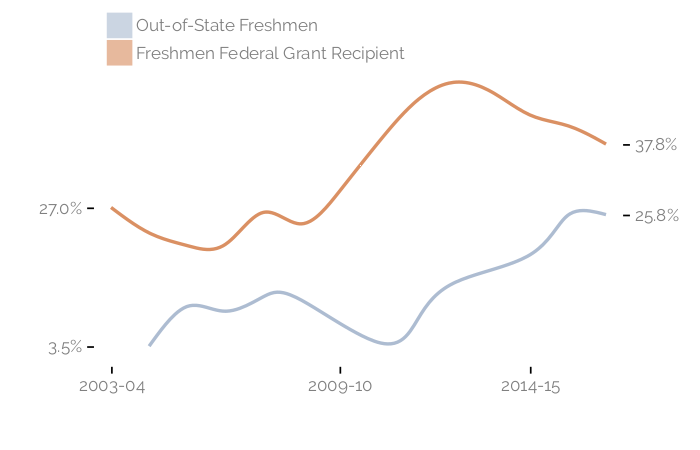 Out-of-State Freshmen
Freshmen Federal Grant Recipient
37.8%
27.0%
25.8%
3.5%
2003-04 2009-10 2014-15